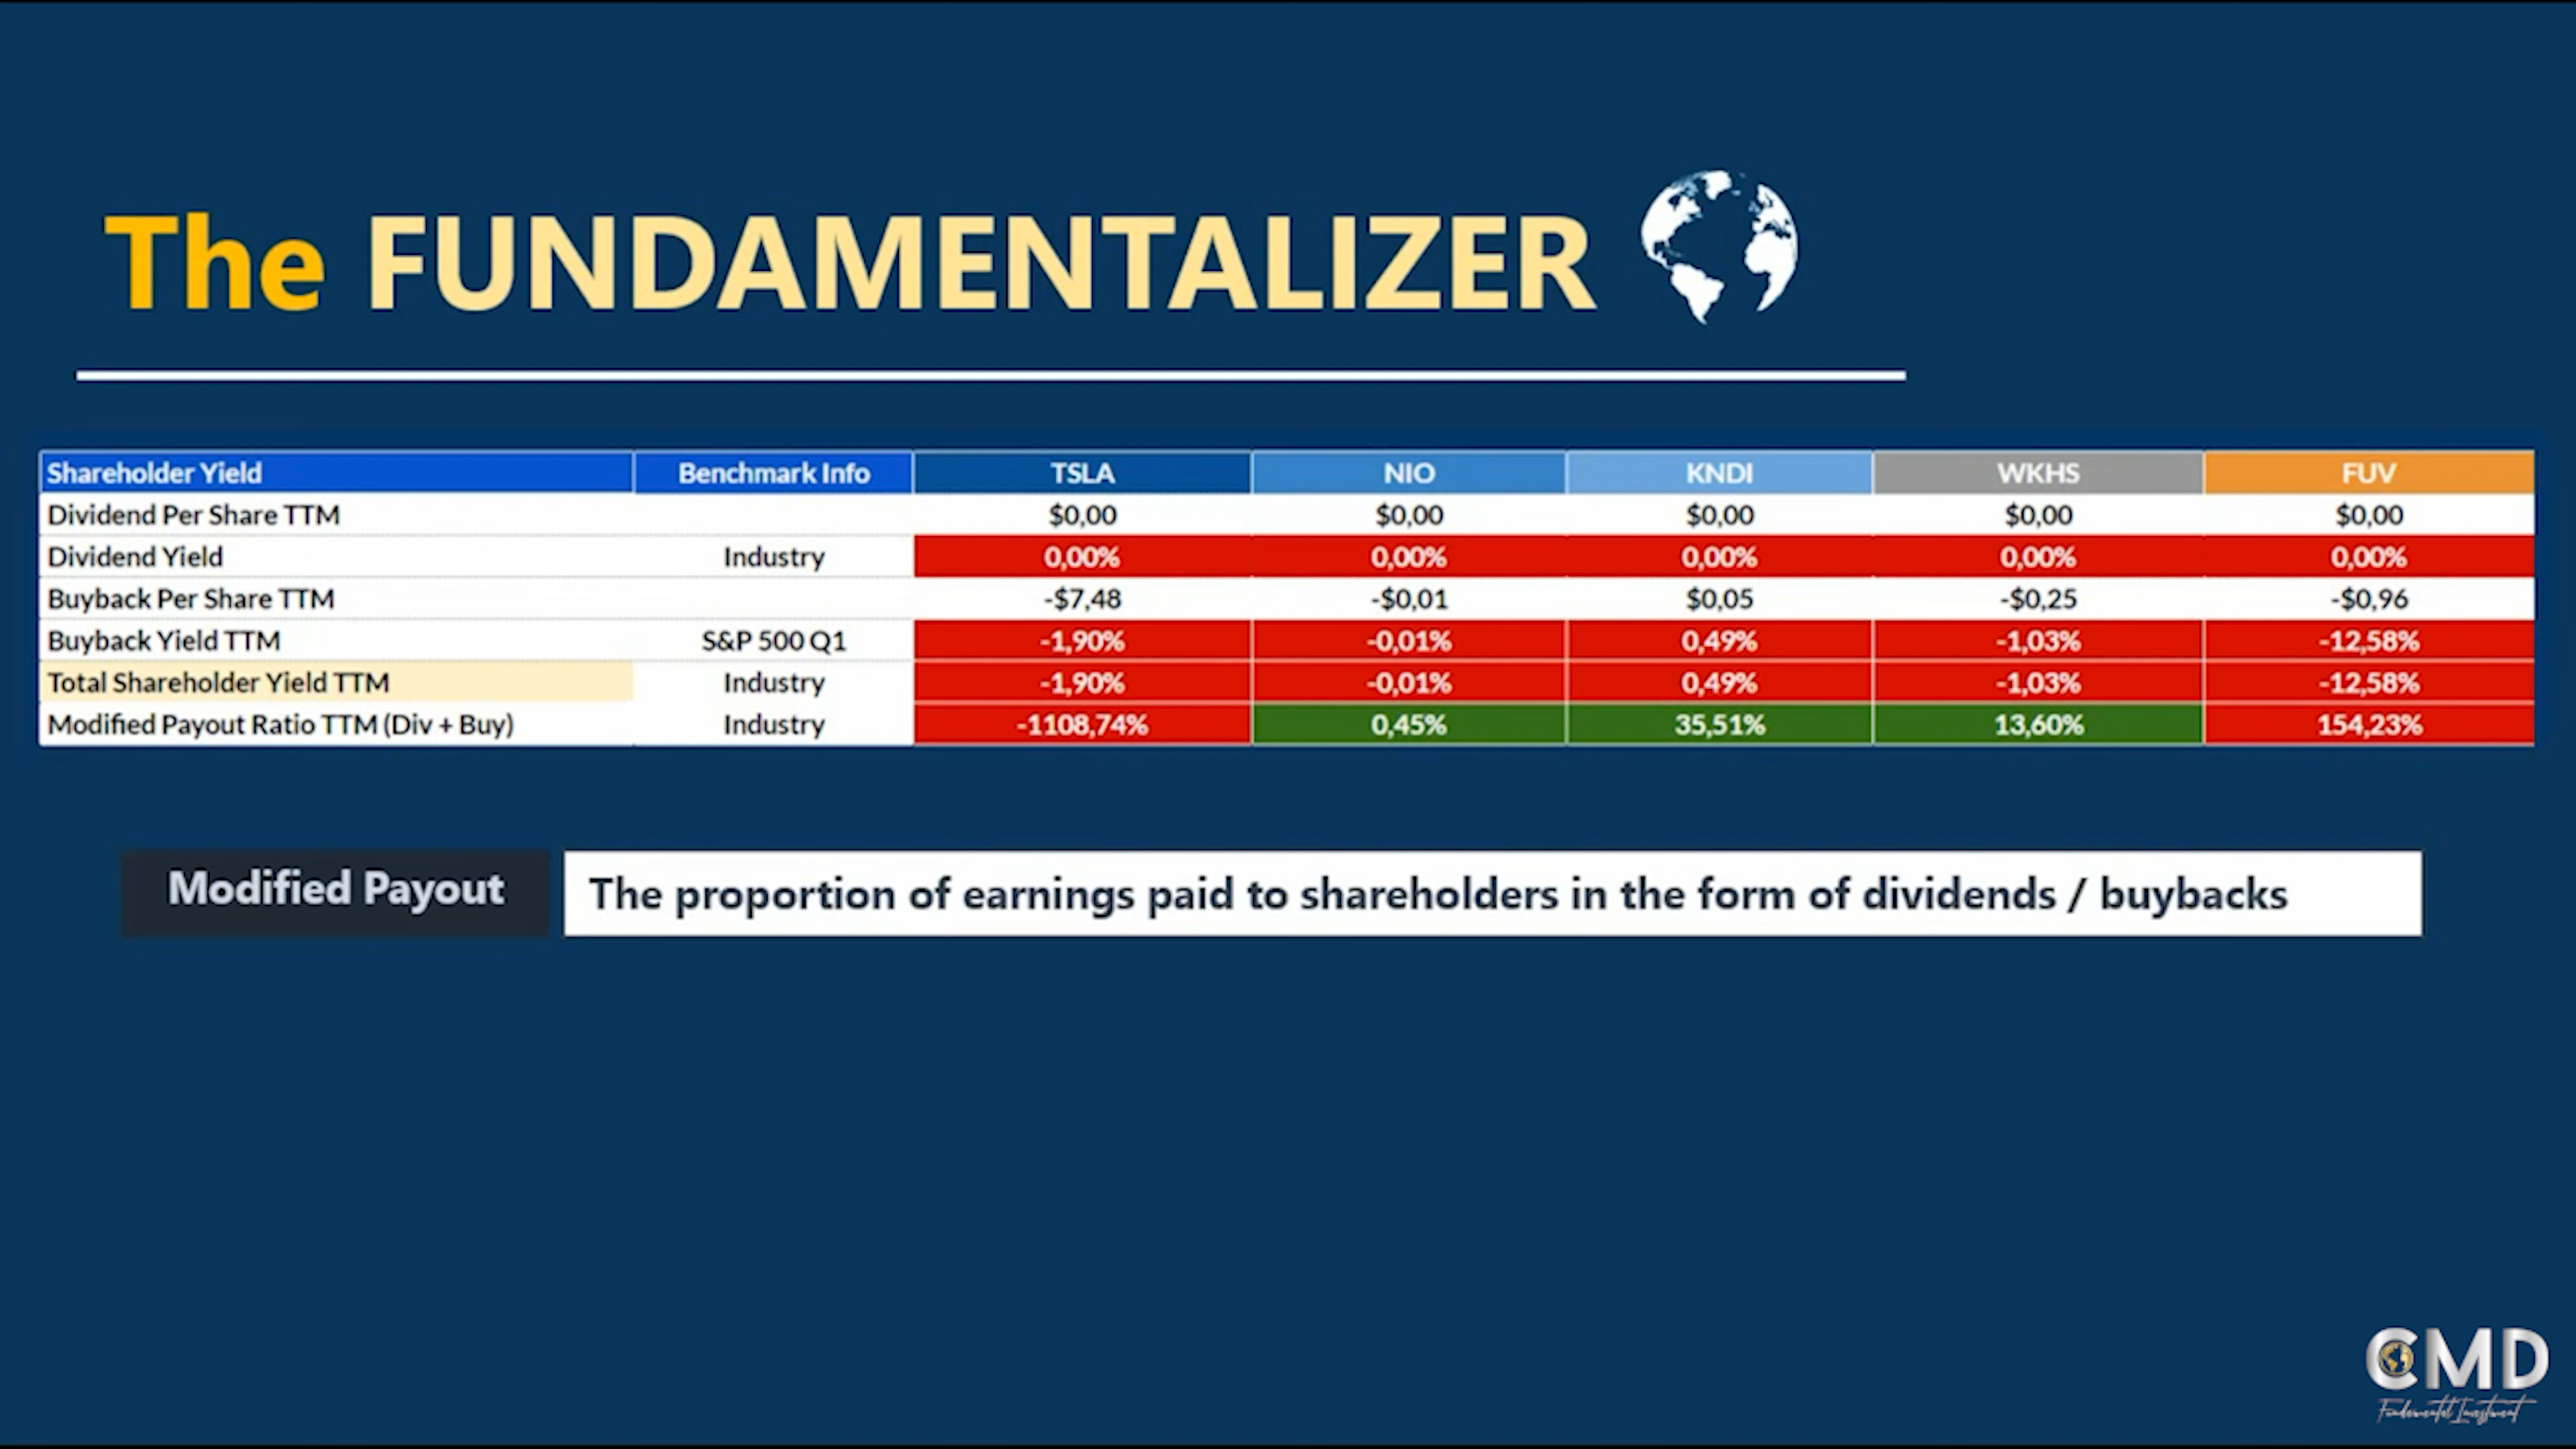 The FUNDAMENTALIZER
Shareholder Yield Benchmark Info TSLA NIO KNDI WKHS FUV
Dividend Per Share TTM $0,00 $0,00 $0,00 $0,00 $0,00
Dividend Yield Industry 0,00% 0,00% 0,00% 0,00% 0,00%
Buyback Per Share TTM -$7,48 -$0,01 $0,05 -$0,25 -$0,96
Buyback Yield TTM S&P 500 Q1 -1,90% -0,01% 0,49% -1,03% -12,58%
Total Shareholder Yield TTM Industry -1,90% -0,01% 0,49% -1,03% -12,58%
Modified Payout Ratio TTM (Div + Buy) Industry -1108,74% 0,45% 35,51% 13,60% 154,23%
Modified Payout The proportion of earnings paid to shareholders in the form of dividends / buybacks
CMD
Fundamental Investment